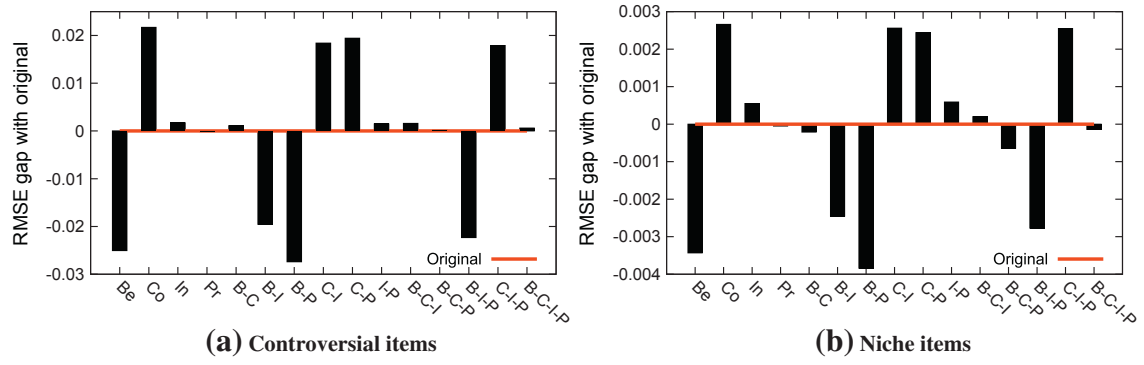 RMSE gap with original
0.02
0.01
0
-0.01
-0.02
-0.03
Original
Be
Co
In
Pr
B-C
B-I
B-P
C-I
C-P
I-P
B-C-I
B-C-P
B-I-P
C-I-P
B-C-I-P
(a) Controversial items
RMSE gap with original
0.003
0.002
0.001
0
-0.001
-0.002
-0.003
-0.004
Original
Be
Co
In
Pr
B-C
B-I
B-P
C-I
C-P
I-P
B-C-I
B-C-P
B-I-P
C-I-P
B-C-I-P
(b) Niche items